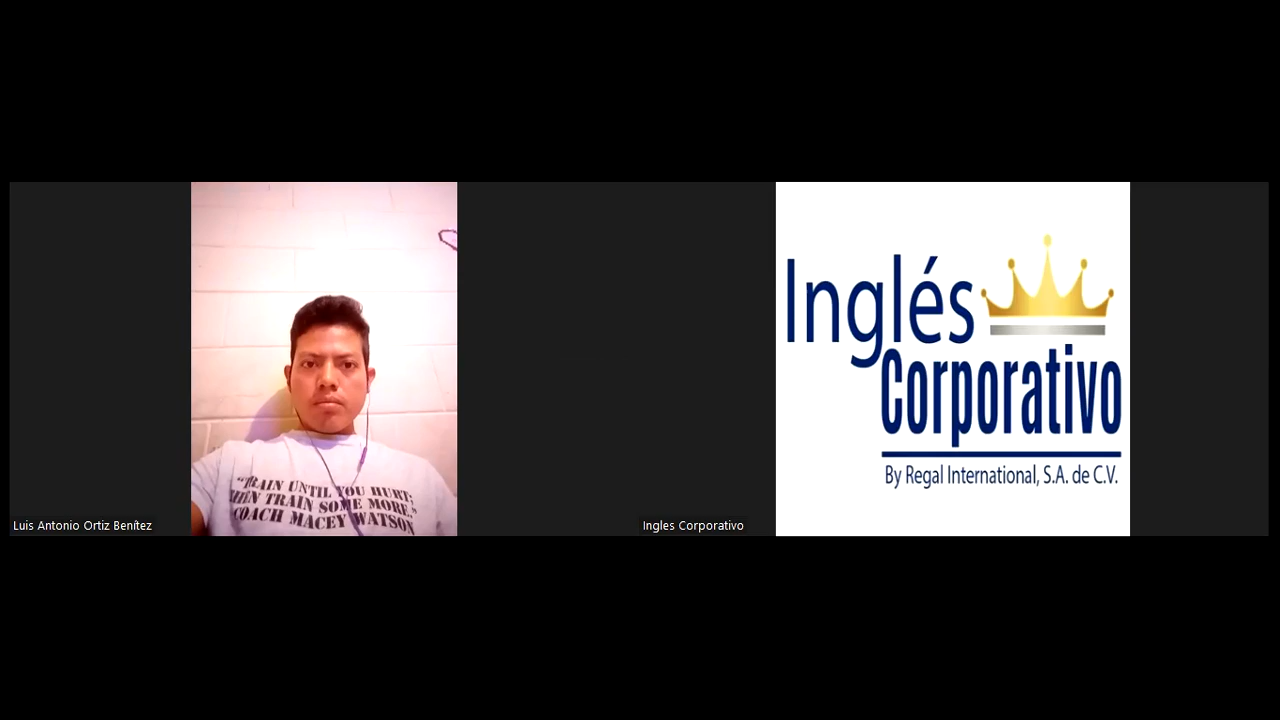 Inglés
Corporativo
By Regal International, S.A. de C.V.
"TRAIN UNTIL YOU HURT;
THEN TRAIN SOME MORE."
COACH MACEY WATSON
Luis Antonio Ortiz Benítez
Ingles Corporativo